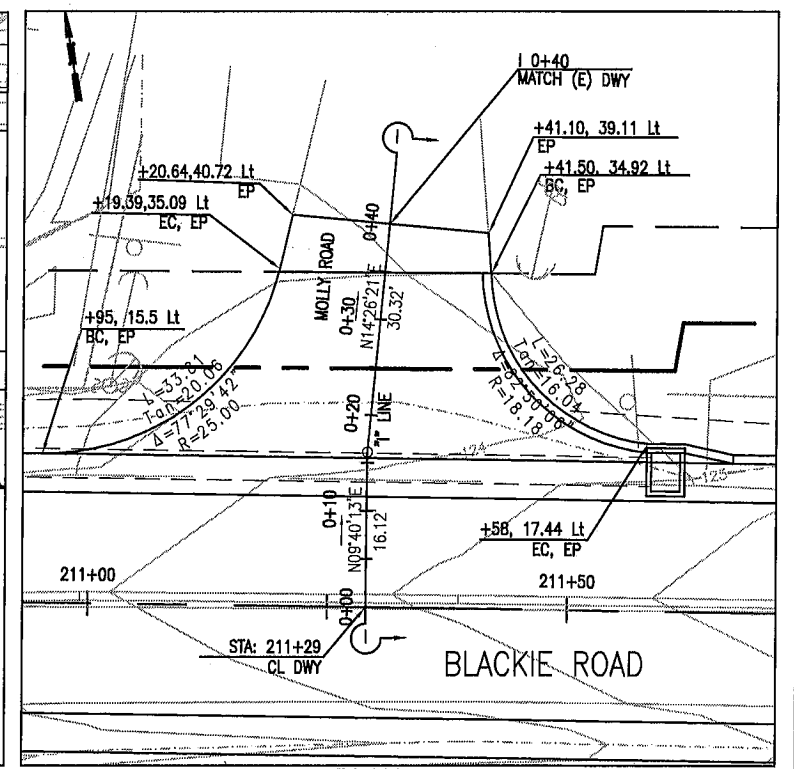 I 0+40
MATCH (E) DWY
+41.10, 39.11 Lt
EP
+20.64,40.72 Lt
EP
+41.50, 34.92 Lt
BC, EP
+19.39,35.09 Lt
EC, EP
0+40
MOLLY ROAD
0+30
N14°26'21"E
30.32'
+95, 15.5 Lt
BC, EP
L=33.81
Tan=20.06
Δ=77°29'42"
R=25.00
L=26.28
Tan=16.04
Δ=82°50'06"
R=18.18
0+20
"I" LINE
124
123
0+10
N09°40'13"E
16.12
+58, 17.44 Lt
EC, EP
211+00
211+50
0+00
STA: 211+29
CL DWY
BLACKIE ROAD